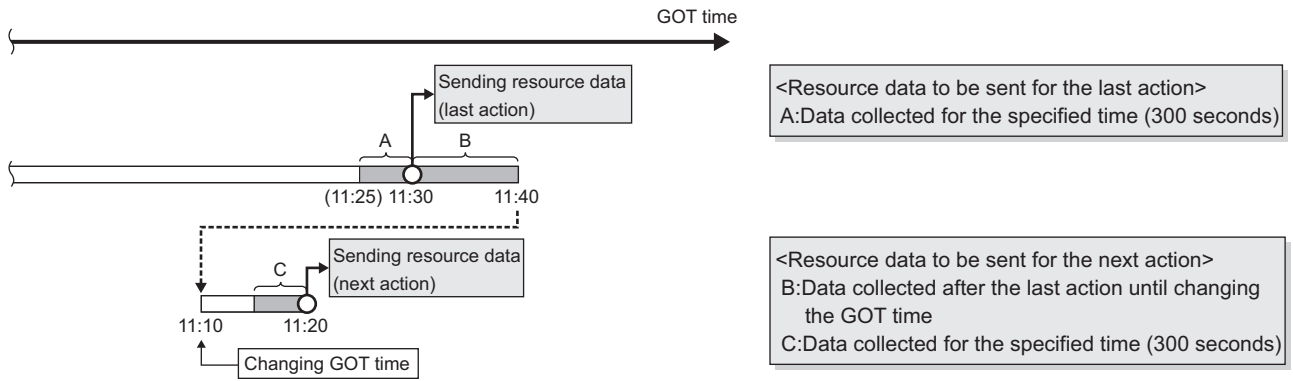 GOT time
Sending resource data
(last action)
<Resource data to be sent for the last action>
A:Data collected for the specified time (300 seconds)
A
B
(11:25)
11:30
11:40
Sending resource data
(next action)
C
11:10
11:20
Changing GOT time
<Resource data to be sent for the next action>
B:Data collected after the last action until changing
the GOT time
C:Data collected for the specified time (300 seconds)